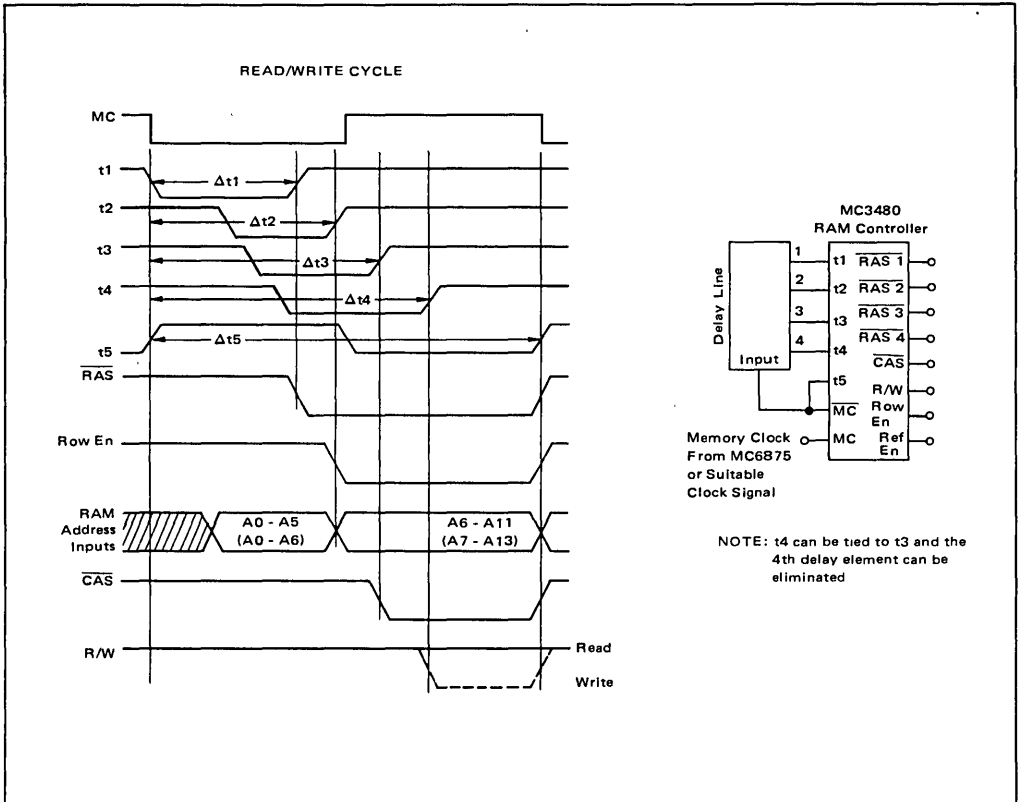 READ/WRITE CYCLE
MC
t1
Δt1
t2
Δt2
t3
Δt3
t4
Δt4
t5
Δt5
RAS
Row En
RAM
Address
Inputs
A0 - A5
(A0 - A6)
A6 - A11
(A7 - A13)
CAS
R/W
Read
Write
MC3480
RAM Controller
Delay Line
Input
1
2
3
4
t1 RAS 1
t2 RAS 2
t3 RAS 3
t4 RAS 4
CAS
t5
R/W
MC Row
En
MC Ref
En
Memory Clock
From MC6875
or Suitable
Clock Signal
NOTE: t4 can be tied to t3 and the
4th delay element can be
eliminated